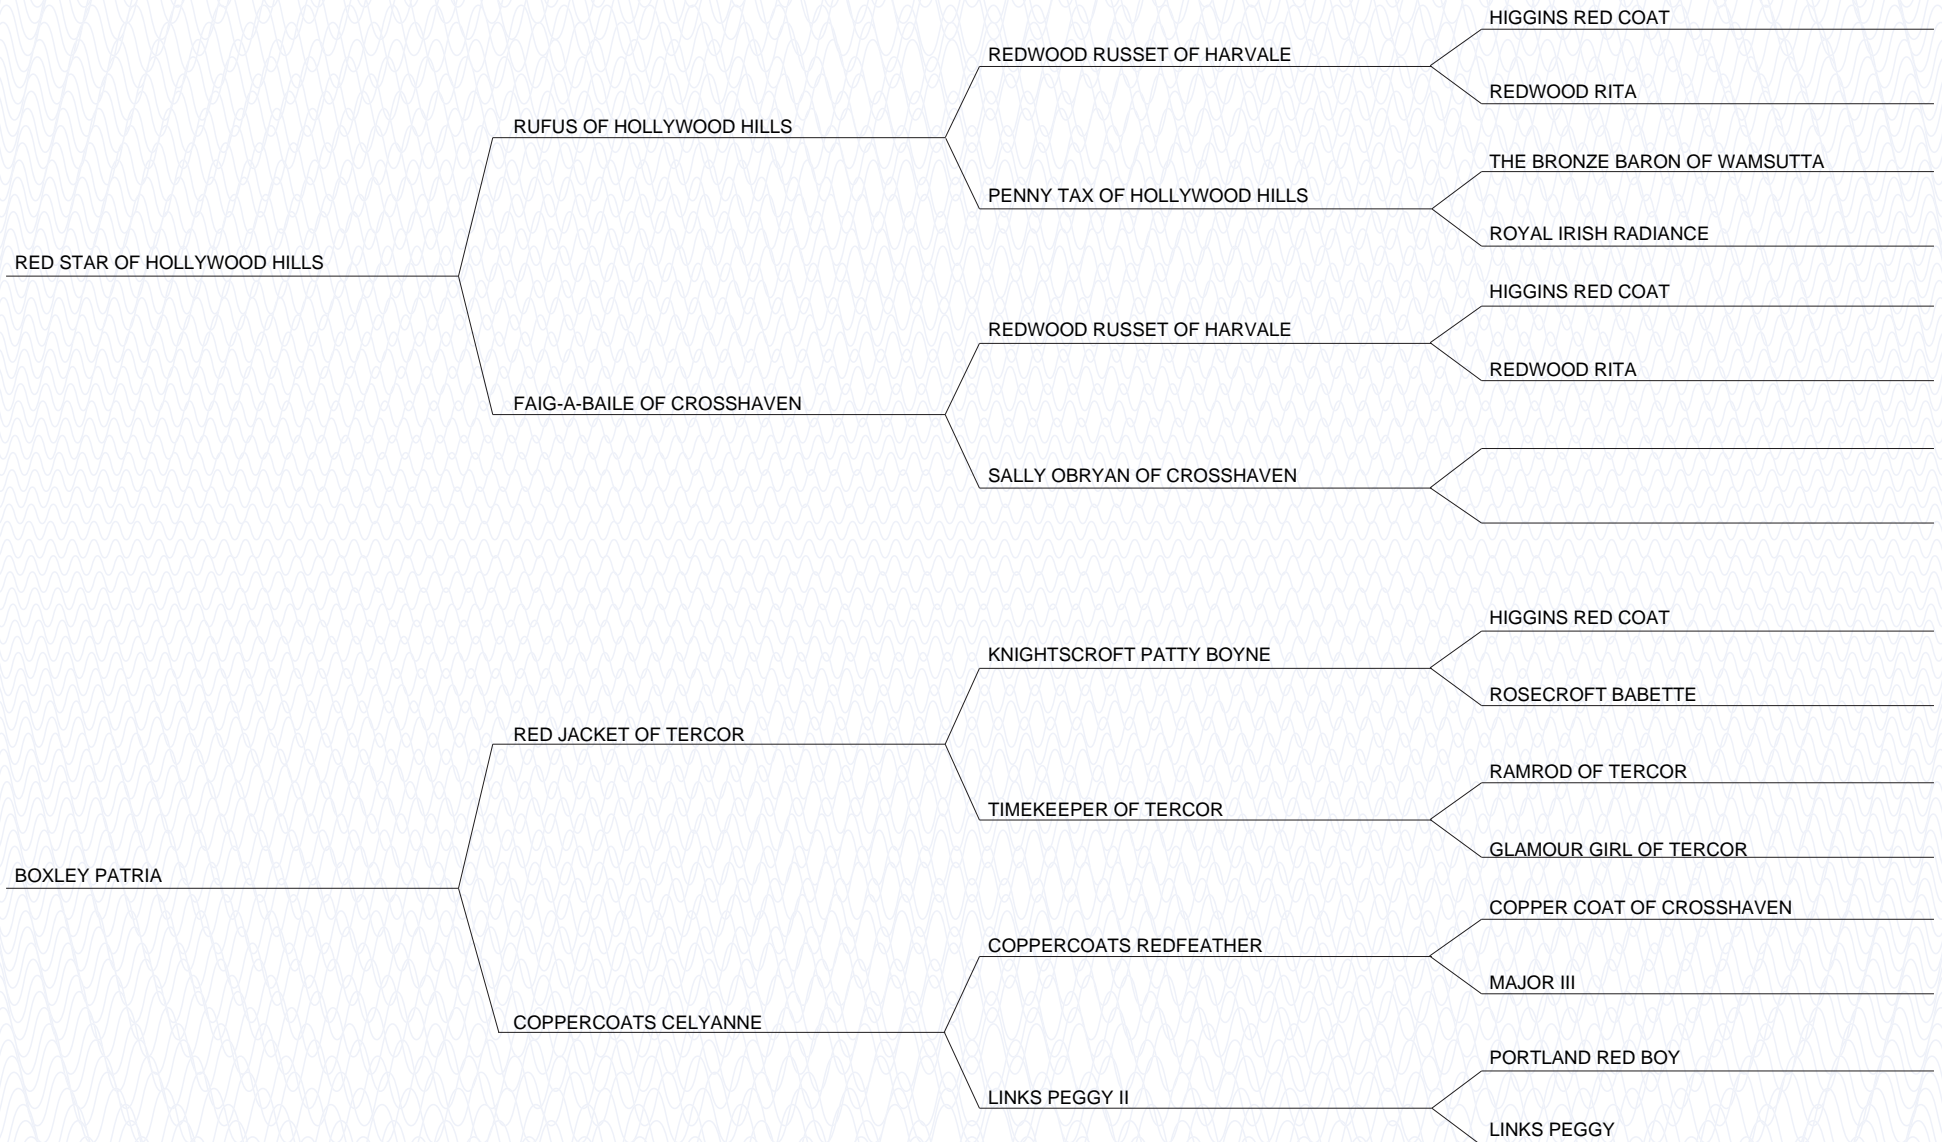 HIGGINS RED COAT
REDWOOD RUSSET OF HARVALE
REDWOOD RITA
RUFUS OF HOLLYWOOD HILLS
THE BRONZE BARON OF WAMSUTTA
PENNY TAX OF HOLLYWOOD HILLS
ROYAL IRISH RADIANCE
RED STAR OF HOLLYWOOD HILLS
HIGGINS RED COAT
REDWOOD RUSSET OF HARVALE
REDWOOD RITA
FAIG-A-BAILE OF CROSSHAVEN
SALLY OBRYAN OF CROSSHAVEN
HIGGINS RED COAT
KNIGHTSCROFT PATTY BOYNE
ROSECROFT BABETTE
RED JACKET OF TERCOR
RAMROD OF TERCOR
TIMEKEEPER OF TERCOR
GLAMOUR GIRL OF TERCOR
BOXLEY PATRIA
COPPER COAT OF CROSSHAVEN
COPPERCOATS REDFEATHER
MAJOR III
COPPERCOATS CELYANNE
PORTLAND RED BOY
LINKS PEGGY II
LINKS PEGGY